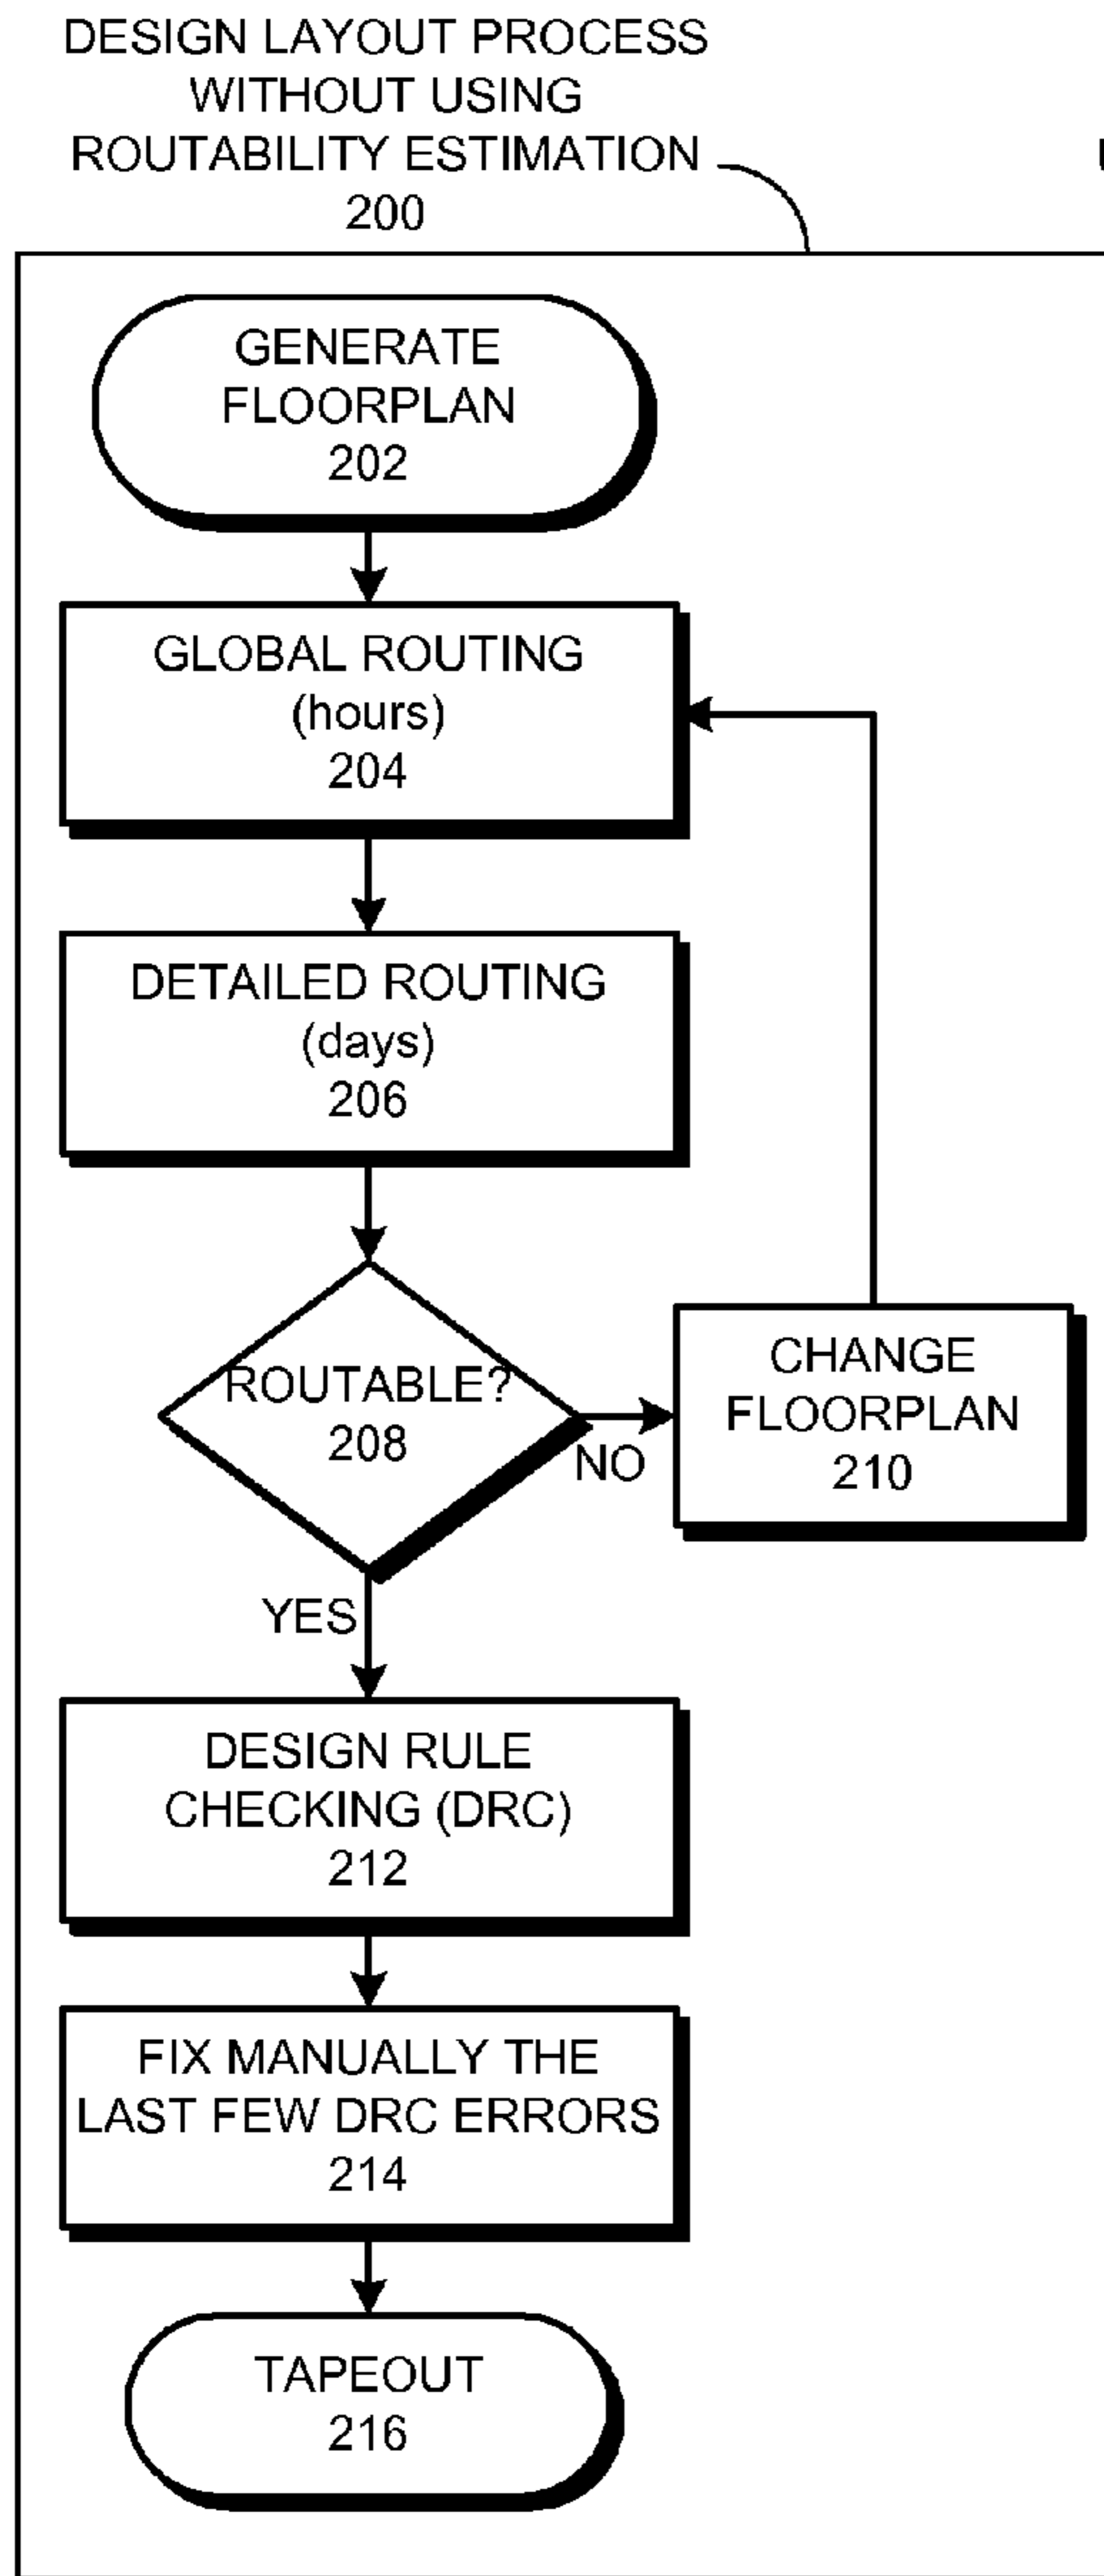 DESIGN LAYOUT PROCESS
WITHOUT USING
ROUTABILITY ESTIMATION
200
GENERATE
FLOORPLAN
202
GLOBAL ROUTING
(hours)
204
DETAILED ROUTING
(days)
206
ROUTABLE?
208
NO
CHANGE
FLOORPLAN
210
YES
DESIGN RULE
CHECKING (DRC)
212
FIX MANUALLY THE
LAST FEW DRC ERRORS
214
TAPEOUT
216